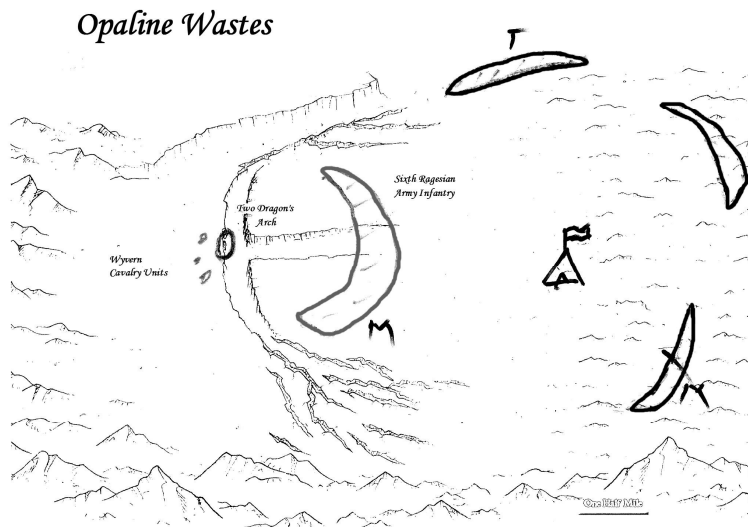 Opaline Wastes
T
Sixth Ragesian
Army Infantry
Two Dragon's
Arch
Wyvern
Cavalry Units
M
M
One Half Mile